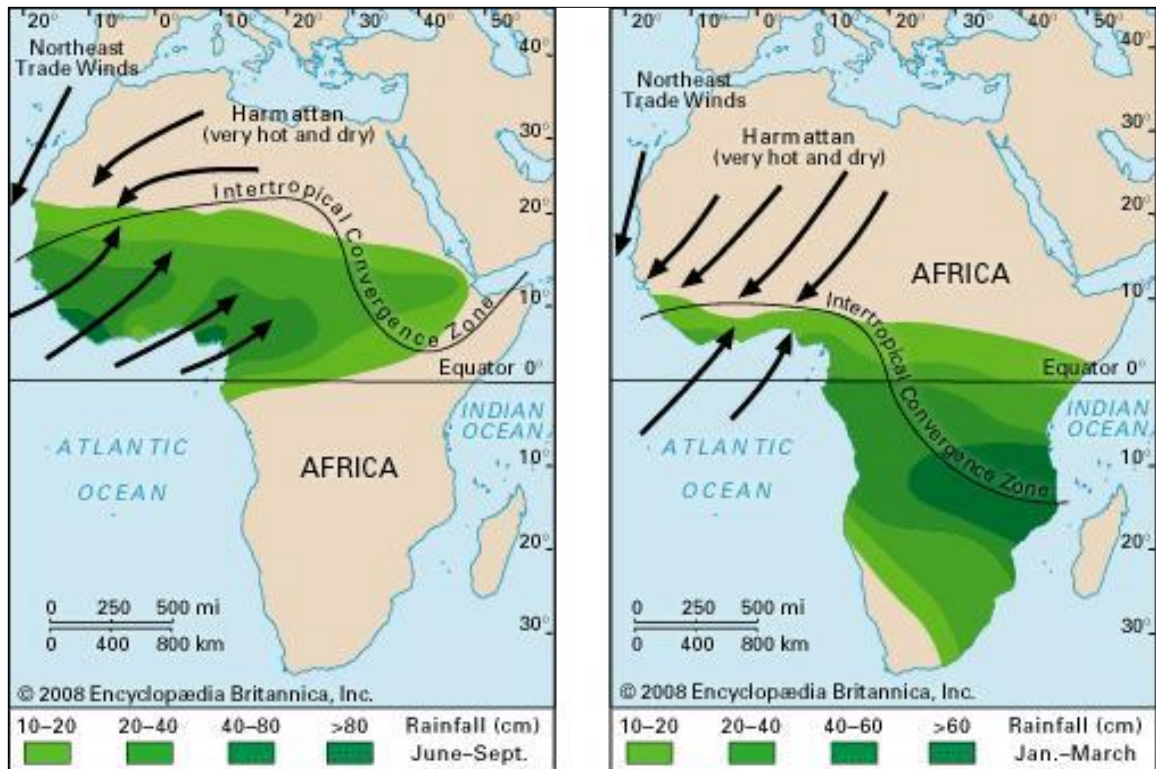 20° 10° 0° 10° 20° 30° 40° 50°
Northeast
Trade Winds
40°
Harmattan
(very hot and dry)
30°
Intertropical Convergence Zone
20°
10°
Equator 0°
INDIAN
OCEAN
ATLANTIC
OCEAN
AFRICA
10°
20°
0 250 500 mi
0 400 800 km
30°
© 2008 Encyclopædia Britannica, Inc.
10–20 20–40 40–80 >80 Rainfall (cm)
June–Sept.
20° 10° 0° 10° 20° 30° 40° 50°
40°
Northeast
Trade Winds
Harmattan
(very hot and dry)
30°
20°
AFRICA
10°
Intertropical Convergence Zone
Equator 0°
INDIAN
OCEAN
ATLANTIC
OCEAN
10°
20°
0 250 500 mi
0 400 800 km
30°
© 2008 Encyclopædia Britannica, Inc.
10–20 20–40 40–60 >60 Rainfall (cm)
Jan.–March